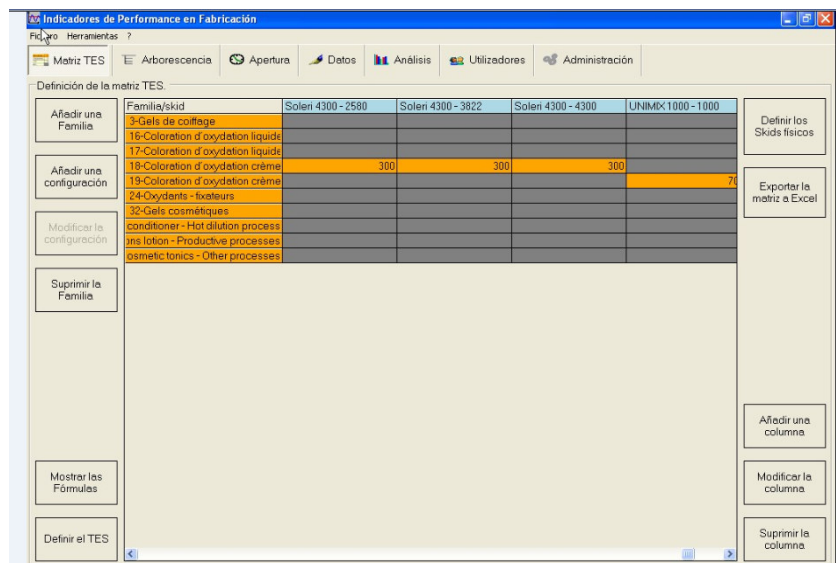 Indicadores de Performance en Fabricación
Fichero Herramientas ?
Matriz TES Arborescencia Apertura Datos Análisis Utilizadores Administración
Definición de la matriz TES.
Añadir una
Familia
Añadir una
configuración
Modificar la
configuración
Suprimir la
Familia
Mostrar las
Fórmulas
Definir el TES
Familia/skid Soleri 4300 - 2580 Soleri 4300 - 3822 Soleri 4300 - 4300 UNIMIX 1000 - 1000
3-Gels de coiffage
16-Coloration d'oxydation liquide
17-Coloration d'oxydation liquide
18-Coloration d'oxydation crème 300 300 300
19-Coloration d'oxydation crème 70
24-Oxydants - fixateurs
32-Gels cosmétiques
conditioner - Hot dilution process
ons lotion - Productive processes
osmetic tonics - Other processes
Definir los
Skids físicos
Exportar la
matriz a Excel
Añadir una
columna
Modificar la
columna
Suprimir la
columna